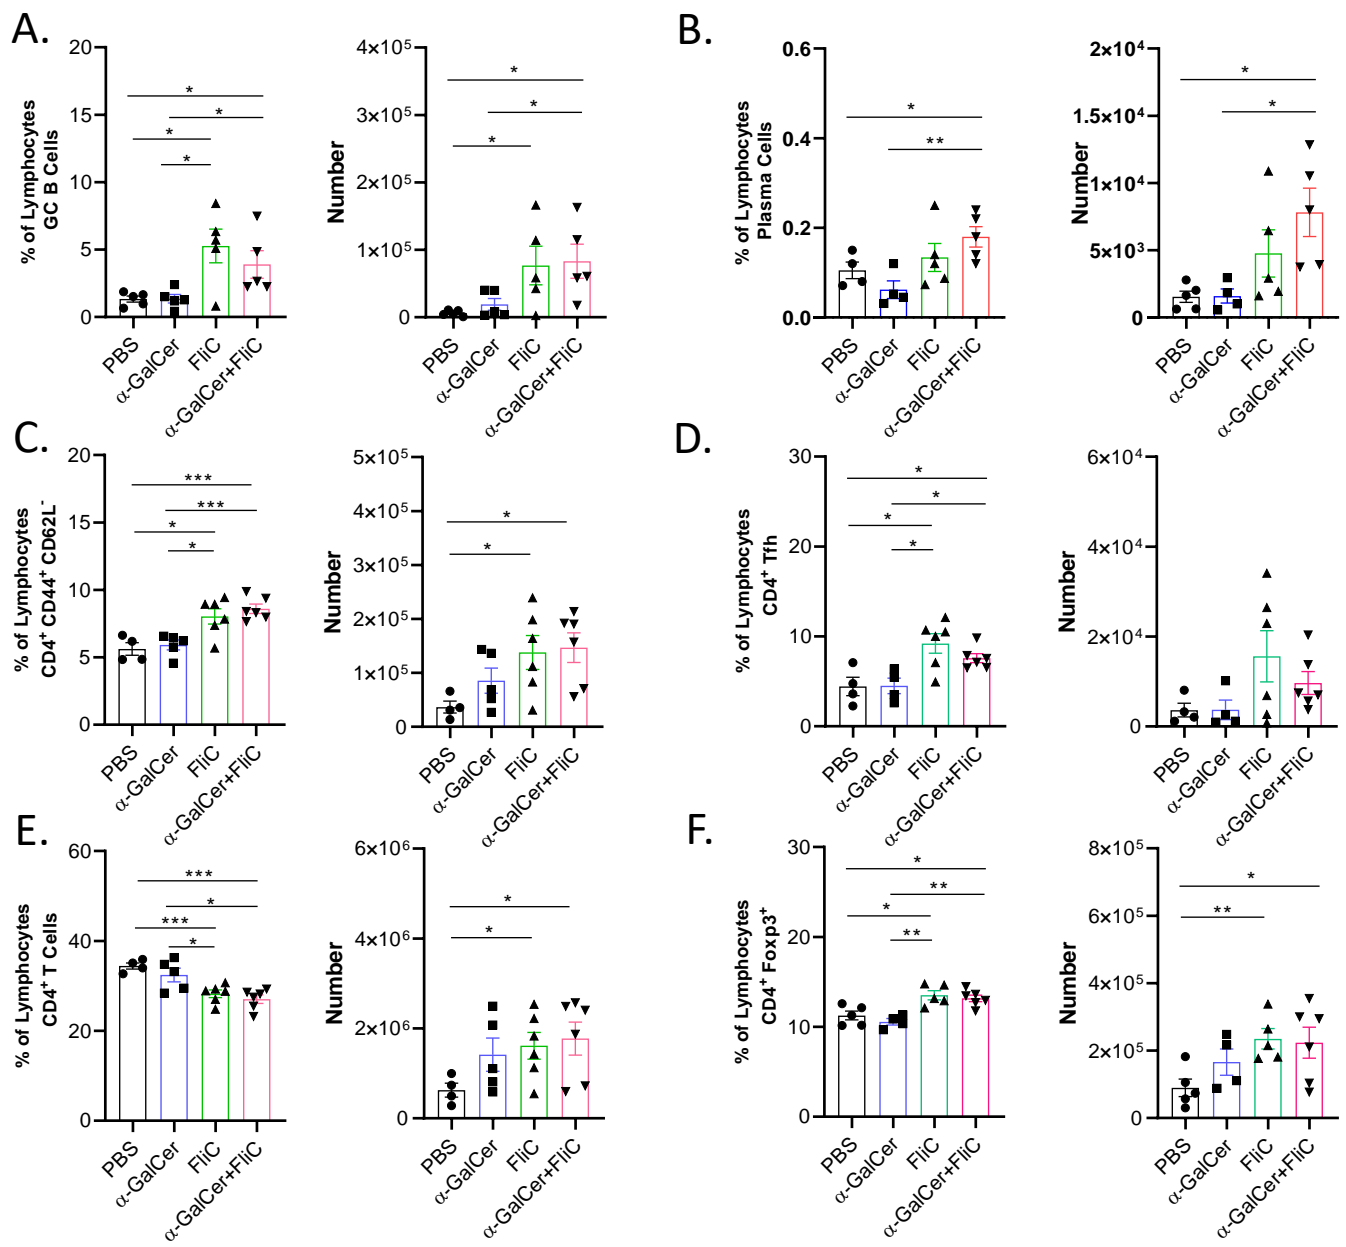 A.
% of Lymphocytes
GC B Cells
20
15
10
5
0
*
*
*
*
PBS
α-GalCer
FliC
α-GalCer+FliC
Number
4×10⁵
3×10⁵
2×10⁵
1×10⁵
0
*
*
*
PBS
α-GalCer
FliC
α-GalCer+FliC
B.
% of Lymphocytes
Plasma Cells
0.6
0.4
0.2
0.0
*
**
PBS
α-GalCer
FliC
α-GalCer+FliC
Number
2×10⁴
1.5×10⁴
1×10⁴
5×10³
0
*
*
PBS
α-GalCer
FliC
α-GalCer+FliC
C.
% of Lymphocytes
CD4⁺ CD44⁺ CD62L⁻
20
15
10
5
0
***
***
*
*
PBS
α-GalCer
FliC
α-GalCer+FliC
Number
5×10⁵
4×10⁵
3×10⁵
2×10⁵
1×10⁵
0
*
*
PBS
α-GalCer
FliC
α-GalCer+FliC
D.
% of Lymphocytes
CD4⁺ Tfh
30
20
10
0
*
*
*
*
PBS
α-GalCer
FliC
α-GalCer+FliC
Number
6×10⁴
4×10⁴
2×10⁴
0
PBS
α-GalCer
FliC
α-GalCer+FliC
E.
% of Lymphocytes
CD4⁺ T Cells
60
40
20
0
***
*
***
*
PBS
α-GalCer
FliC
α-GalCer+FliC
Number
6×10⁶
4×10⁶
2×10⁶
0
*
*
PBS
α-GalCer
FliC
α-GalCer+FliC
F.
% of Lymphocytes
CD4⁺ Foxp3⁺
30
20
10
0
*
**
*
**
PBS
α-GalCer
FliC
α-GalCer+FliC
Number
8×10⁵
6×10⁵
4×10⁵
2×10⁵
0
*
**
PBS
α-GalCer
FliC
α-GalCer+FliC